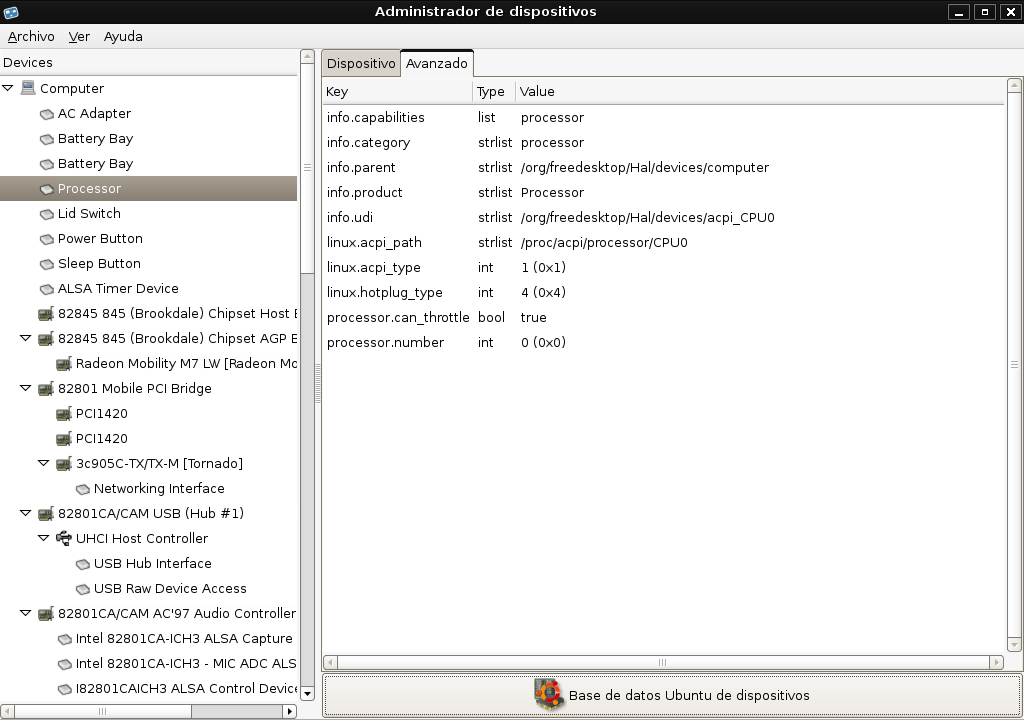 Administrador de dispositivos
Archivo Ver Ayuda
Devices
Computer
AC Adapter
Battery Bay
Battery Bay
Processor
Lid Switch
Power Button
Sleep Button
ALSA Timer Device
82845 845 (Brookdale) Chipset Host
82845 845 (Brookdale) Chipset AGP
Radeon Mobility M7 LW [Radeon Mo
82801 Mobile PCI Bridge
PCI1420
PCI1420
3c905C-TX/TX-M [Tornado]
Networking Interface
82801CA/CAM USB (Hub #1)
UHCI Host Controller
USB Hub Interface
USB Raw Device Access
82801CA/CAM AC'97 Audio Controller
Intel 82801CA-ICH3 ALSA Capture
Intel 82801CA-ICH3 - MIC ADC ALS
I82801CAICH3 ALSA Control Device
Dispositivo Avanzado
Key Type Value
info.capabilities list processor
info.category strlist processor
info.parent strlist /org/freedesktop/Hal/devices/computer
info.product strlist Processor
info.udi strlist /org/freedesktop/Hal/devices/acpi_CPU0
linux.acpi_path strlist /proc/acpi/processor/CPU0
linux.acpi_type int 1 (0x1)
linux.hotplug_type int 4 (0x4)
processor.can_throttle bool true
processor.number int 0 (0x0)
Base de datos Ubuntu de dispositivos